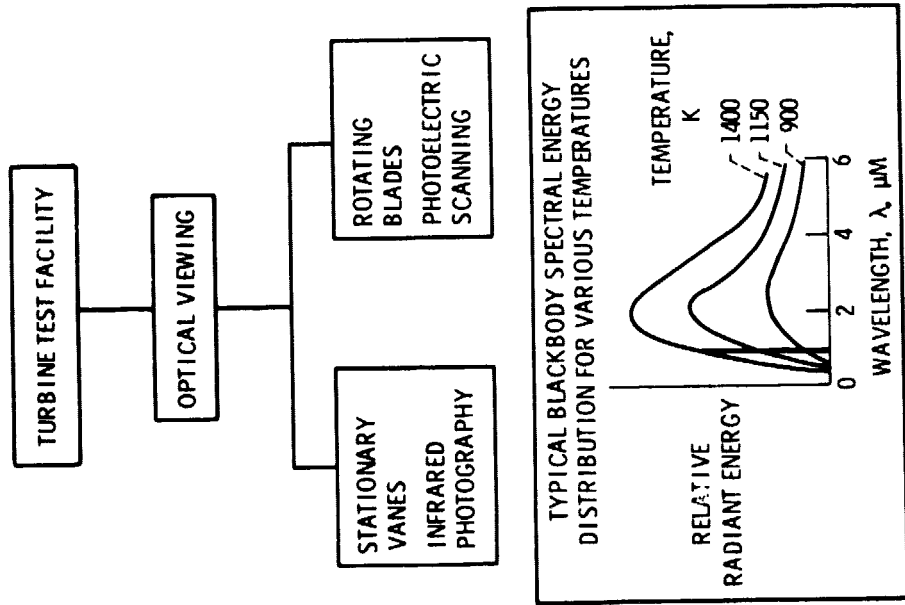 TURBINE TEST FACILITY
OPTICAL VIEWING
STATIONARY
VANES
INFRARED
PHOTOGRAPHY
ROTATING
BLADES
PHOTOELECTRIC
SCANNING
TYPICAL BLACKBODY SPECTRAL ENERGY
DISTRIBUTION FOR VARIOUS TEMPERATURES
RELATIVE
RADIANT ENERGY
TEMPERATURE,
K
1400
1150
900
0 2 4 6
WAVELENGTH, λ, μM